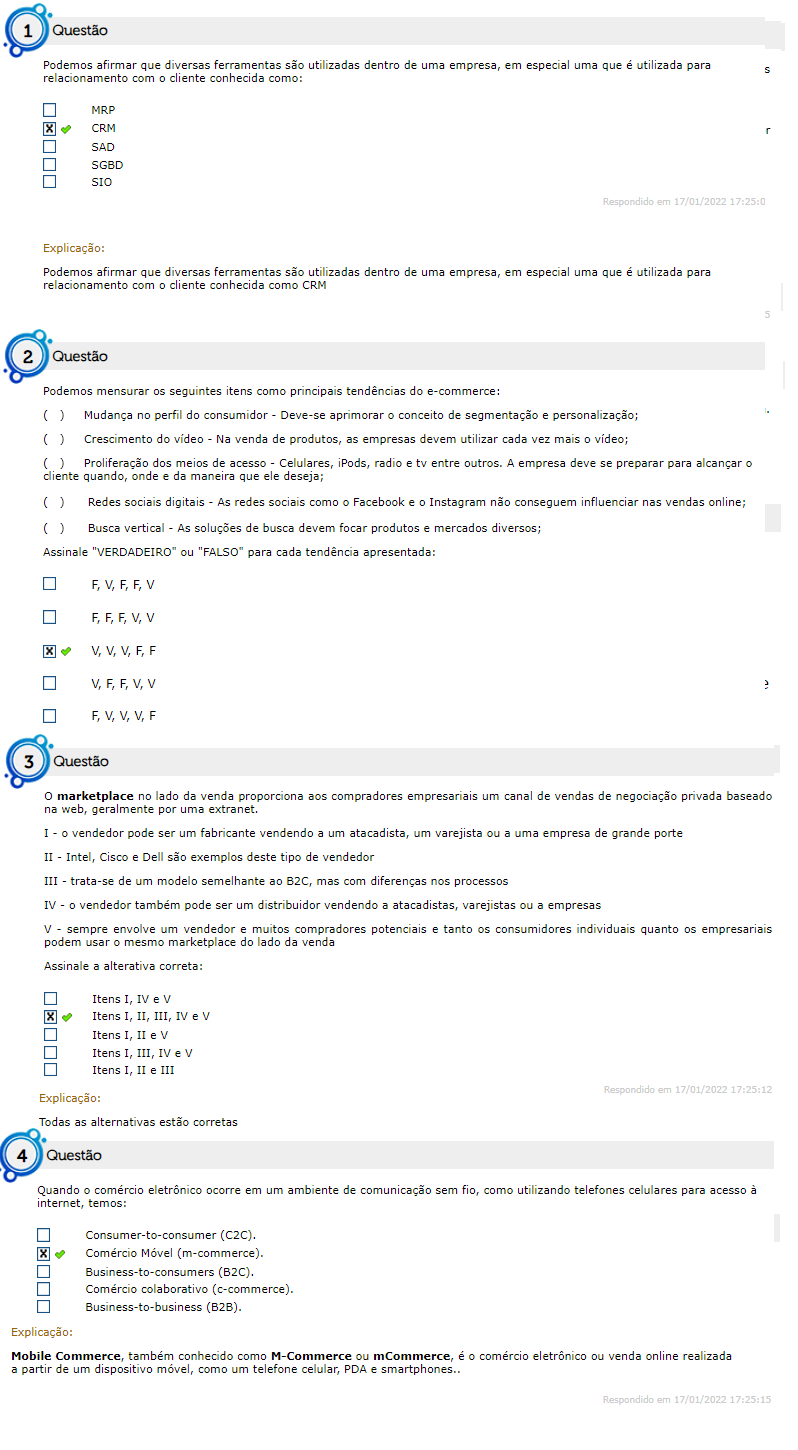 1 Questão
Podemos afirmar que diversas ferramentas são utilizadas dentro de uma empresa, em especial uma que é utilizada para
relacionamento com o cliente conhecida como:
s
MRP
X CRM
r
SAD
SGBD
SIO
Respondido em 17/01/2022 17:25:0
Explicação:
Podemos afirmar que diversas ferramentas são utilizadas dentro de uma empresa, em especial uma que é utilizada para
relacionamento com o cliente conhecida como CRM
5
2 Questão
Podemos mensurar os seguintes itens como principais tendências do e-commerce:
( ) Mudança no perfil do consumidor - Deve-se aprimorar o conceito de segmentação e personalização;
( ) Crescimento do vídeo - Na venda de produtos, as empresas devem utilizar cada vez mais o vídeo;
( ) Proliferação dos meios de acesso - Celulares, iPods, radio e tv entre outros. A empresa deve se preparar para alcançar o
cliente quando, onde e da maneira que ele deseja;
( ) Redes sociais digitais - As redes sociais como o Facebook e o Instagram não conseguem influenciar nas vendas online;
( ) Busca vertical - As soluções de busca devem focar produtos e mercados diversos;
Assinale "VERDADEIRO" ou "FALSO" para cada tendência apresentada:
F, V, F, F, V
F, F, F, V, V
X V, V, V, F, F
V, F, F, V, V
e
F, V, V, V, F
3 Questão
O marketplace no lado da venda proporciona aos compradores empresariais um canal de vendas de negociação privada baseado
na web, geralmente por uma extranet.
I - o vendedor pode ser um fabricante vendendo a um atacadista, um varejista ou a uma empresa de grande porte
II - Intel, Cisco e Dell são exemplos deste tipo de vendedor
III - trata-se de um modelo semelhante ao B2C, mas com diferenças nos processos
IV - o vendedor também pode ser um distribuidor vendendo a atacadistas, varejistas ou a empresas
V - sempre envolve um vendedor e muitos compradores potenciais e tanto os consumidores individuais quanto os empresariais
podem usar o mesmo marketplace do lado da venda
Assinale a alterativa correta:
Itens I, IV e V
X Itens I, II, III, IV e V
Itens I, II e V
Itens I, III, IV e V
Itens I, II e III
Respondido em 17/01/2022 17:25:12
Explicação:
Todas as alternativas estão corretas
4 Questão
Quando o comércio eletrônico ocorre em um ambiente de comunicação sem fio, como utilizando telefones celulares para acesso à
internet, temos:
Consumer-to-consumer (C2C).
X Comércio Móvel (m-commerce).
Business-to-consumers (B2C).
Comércio colaborativo (c-commerce).
Business-to-business (B2B).
Explicação:
Mobile Commerce, também conhecido como M-Commerce ou mCommerce, é o comércio eletrônico ou venda online realizada
a partir de um dispositivo móvel, como um telefone celular, PDA e smartphones..
Respondido em 17/01/2022 17:25:15